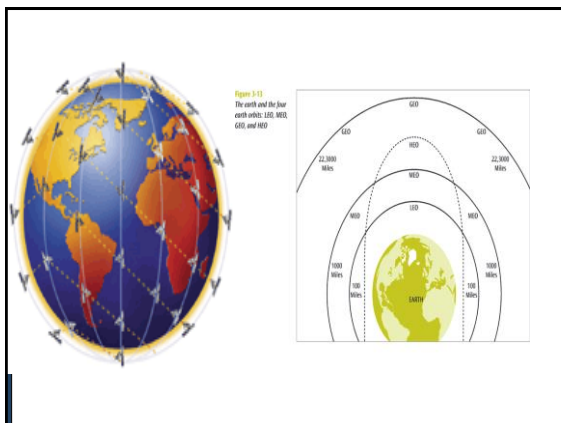 Figure 3-13
The earth and the four
earth orbits: LEO, MEO,
GEO, and HEO
GEO
GEO
GEO
HEO
22,3000
Miles
22,3000
Miles
MEO
MEO
MEO
LEO
1000
Miles
1000
Miles
100
Miles
100
Miles
EARTH